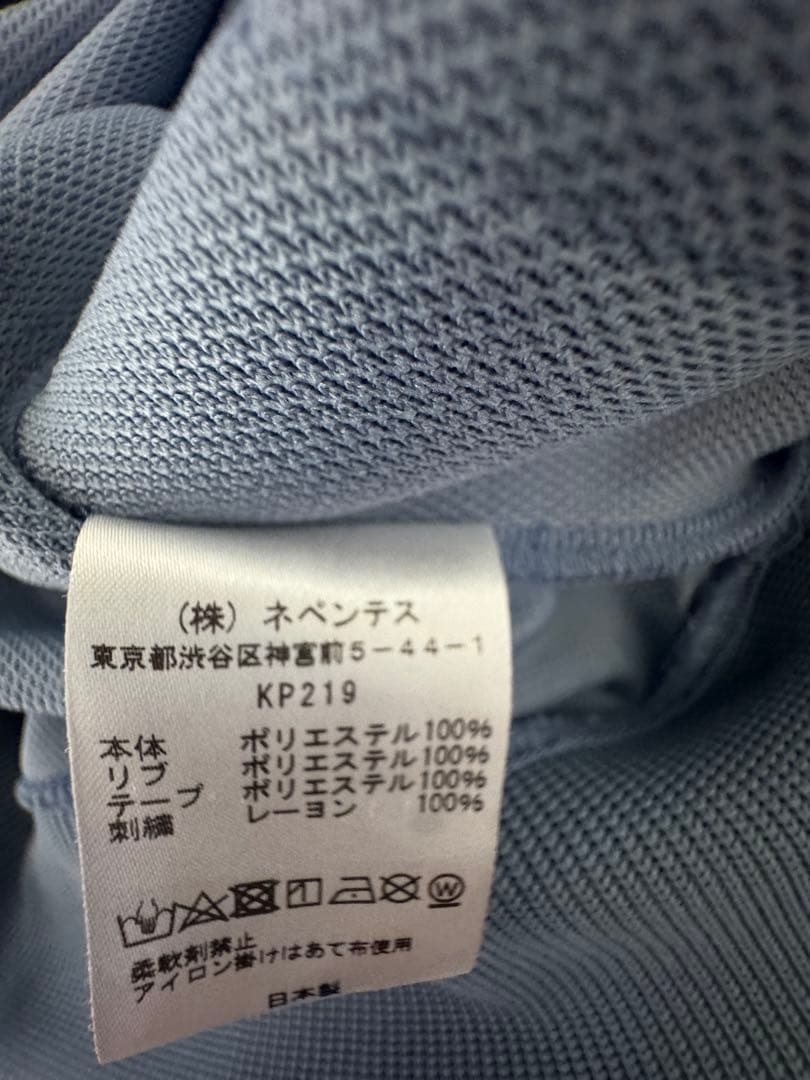 (株) ネペンテス
東京都渋谷区神宮前5-44-1
KP219
本体 ポリエステル100%
リブ ポリエステル100%
テープ ポリエステル100%
刺繍 レーヨン 100%
W
柔軟剤禁止
アイロン掛けはあて布使用
日本製